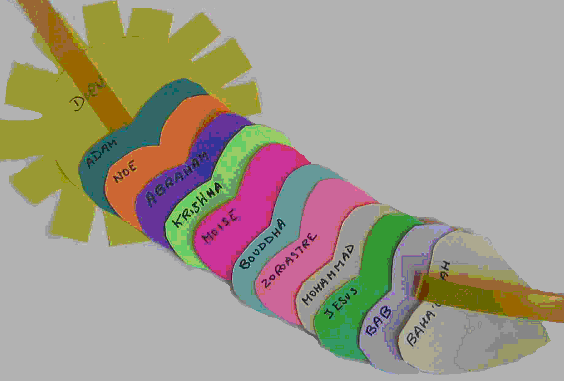 ADAM
NOE
ABRAHAM
KRISHNA
MOISE
BOUDDHA
ZOROASTRE
MOHAMMAD
JESUS
BAB